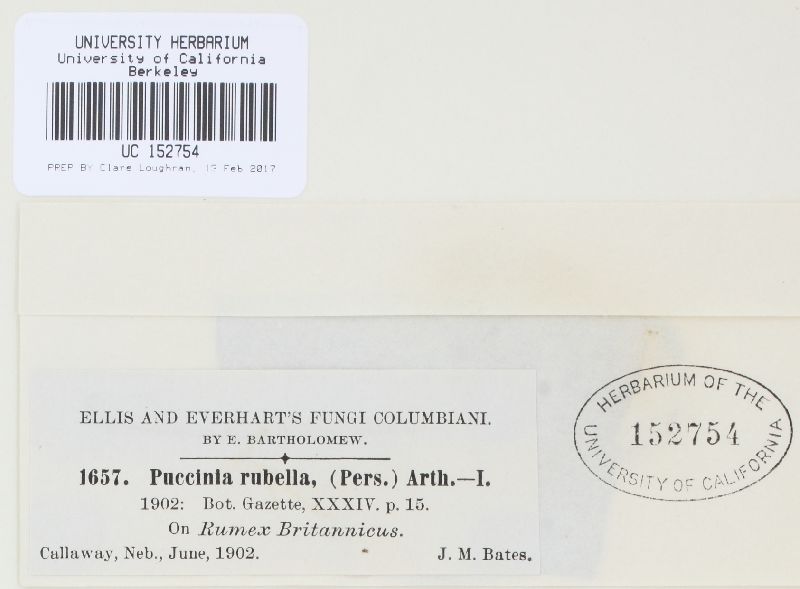 UNIVERSITY HERBARIUM
University of California
Berkeley
UC 152754
PREP BY Clare Loughran, 19 Feb 2017
ELLIS AND EVERHART'S FUNGI COLUMBIANI.
BY E. BARTHOLOMEW.
1657. Puccinia rubella, (Pers.) Arth.—I.
1902: Bot. Gazette, XXXIV. p. 15.
On Rumex Britannicus.
Callaway, Neb., June, 1902. J. M. Bates.
HERBARIUM OF THE
152754
UNIVERSITY OF CALIFORNIA